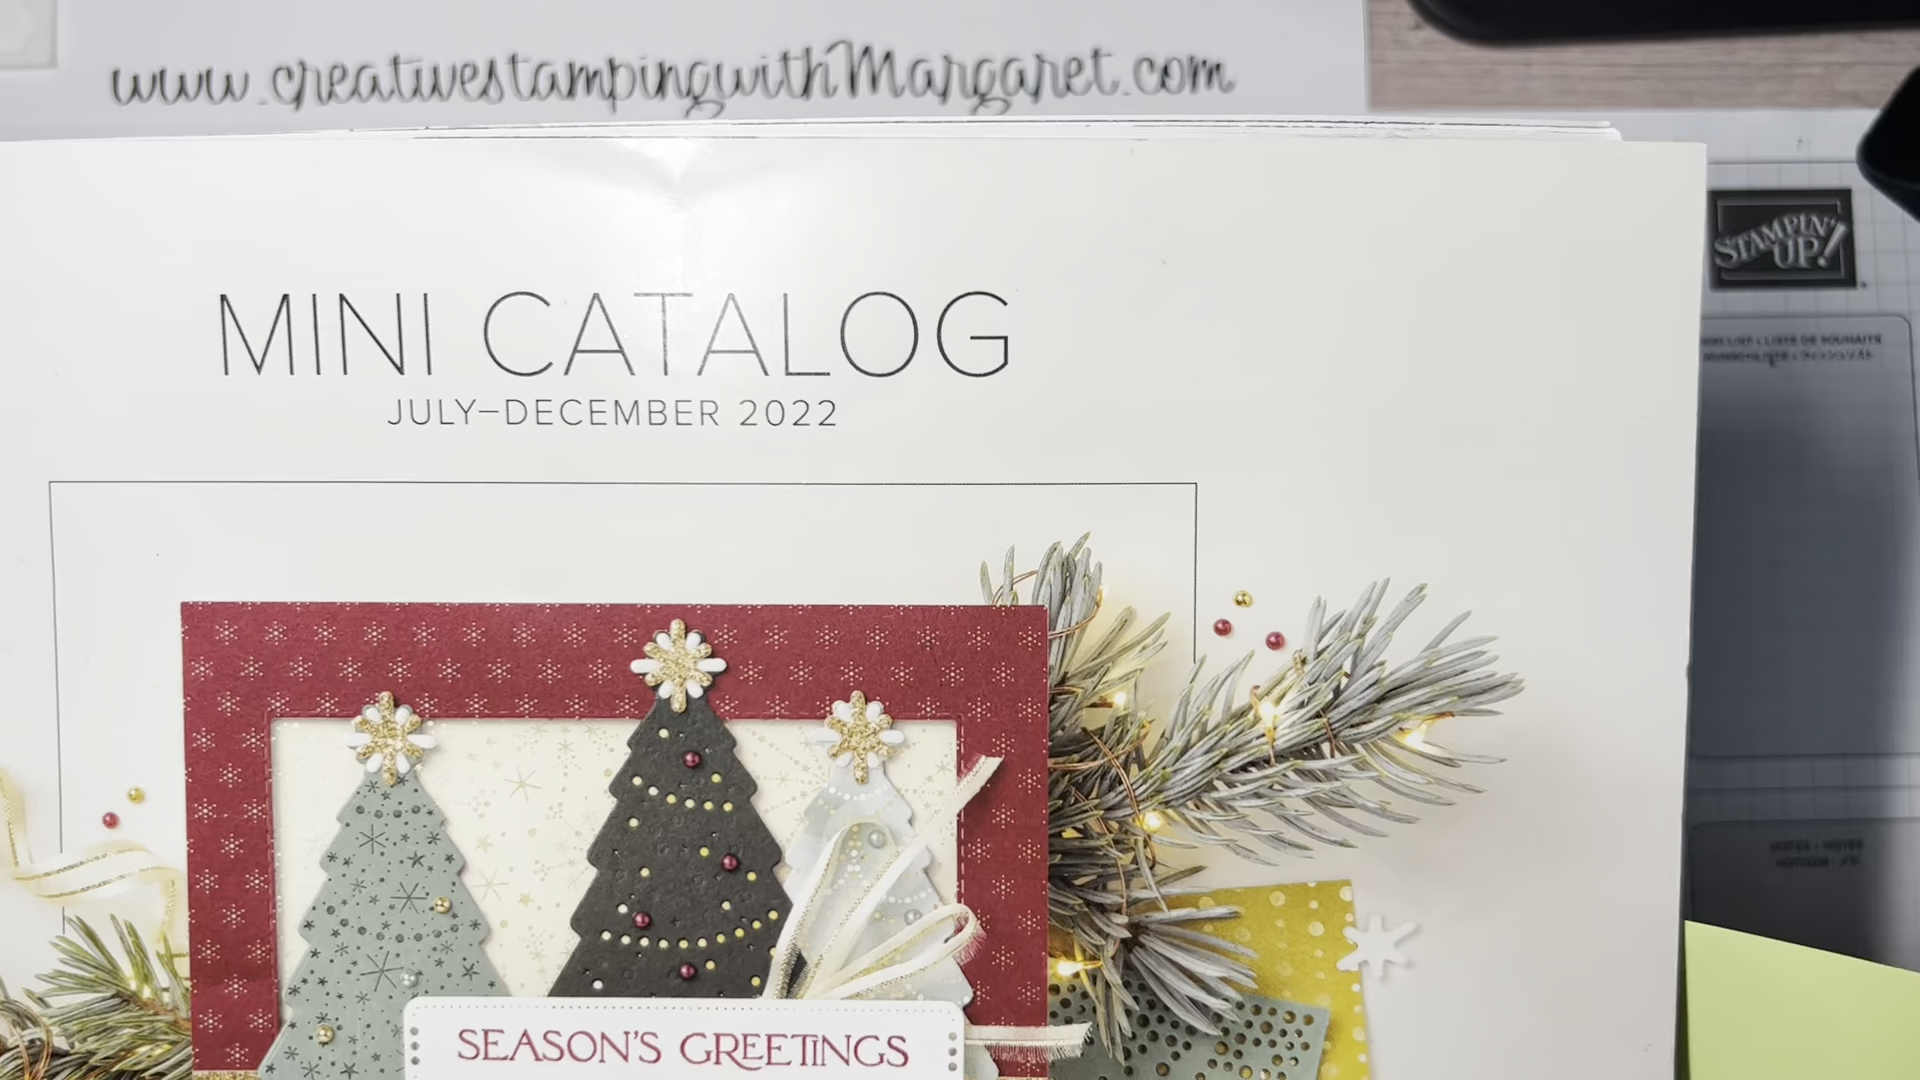 www.creativestampingwithMargaret.com
MINI CATALOG
JULY–DECEMBER 2022
STAMPIN' UP!
SEASON'S GREETINGS